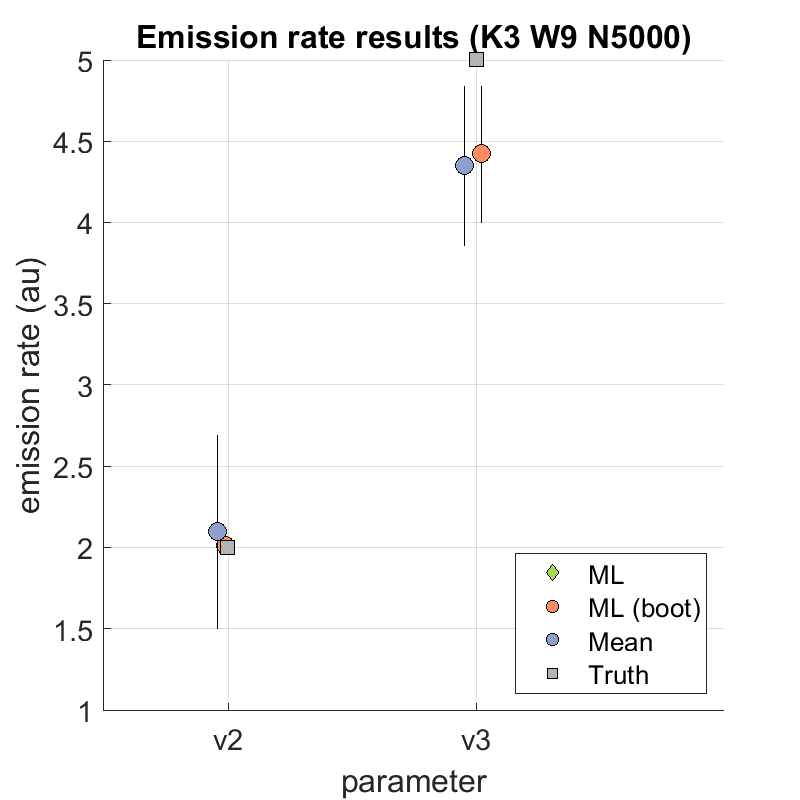 Emission rate results (K3 W9 N5000)
5
4.5
4
3.5
3
2.5
2
1.5
1
emission rate (au)
v2
v3
parameter
ML
ML (boot)
Mean
Truth